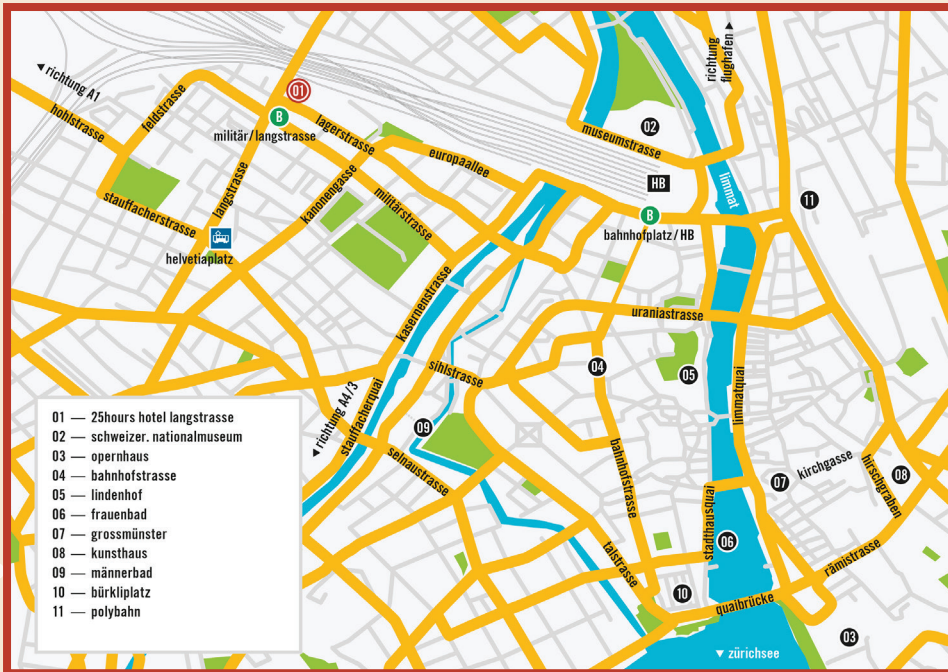 ◄ richtung A1
hohlstrasse
feldstrasse
01
B
militär/langstrasse
lagerstrasse
stauffacherstrasse
langstrasse
kanonengasse
militärstrasse
europaallee
helvetiaplatz
museumstrasse
02
richtung
flughafen ►
limmat
HB
B
bahnhofplatz/HB
11
kasernenstrasse
uraniastrasse
sihlstrasse
04
05
limmatquai
◄ richtung A4/3
stauffacherquai
09
selnaustrasse
bahnhofstrasse
07
kirchgasse
hirschgraben
08
stadthausquai
06
talstrasse
10
quaibrücke
rämistrasse
03
▼ zürichsee
01 — 25hours hotel langstrasse
02 — schweizer. nationalmuseum
03 — opernhaus
04 — bahnhofstrasse
05 — lindenhof
06 — frauenbad
07 — grossmünster
08 — kunsthaus
09 — männerbad
10 — bürkliplatz
11 — polybahn